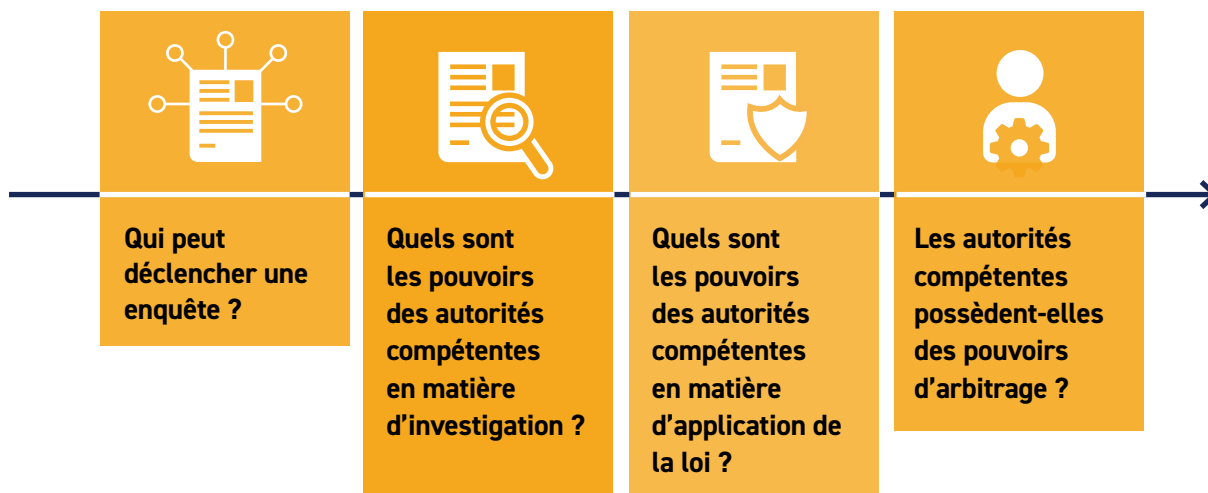 Qui peut
déclencher une
enquête ?
Quels sont
les pouvoirs
des autorités
compétentes
en matière
d'investigation ?
Quels sont
les pouvoirs
des autorités
compétentes
en matière
d'application de
la loi ?
Les autorités
compétentes
possèdent-elles
des pouvoirs
d'arbitrage ?